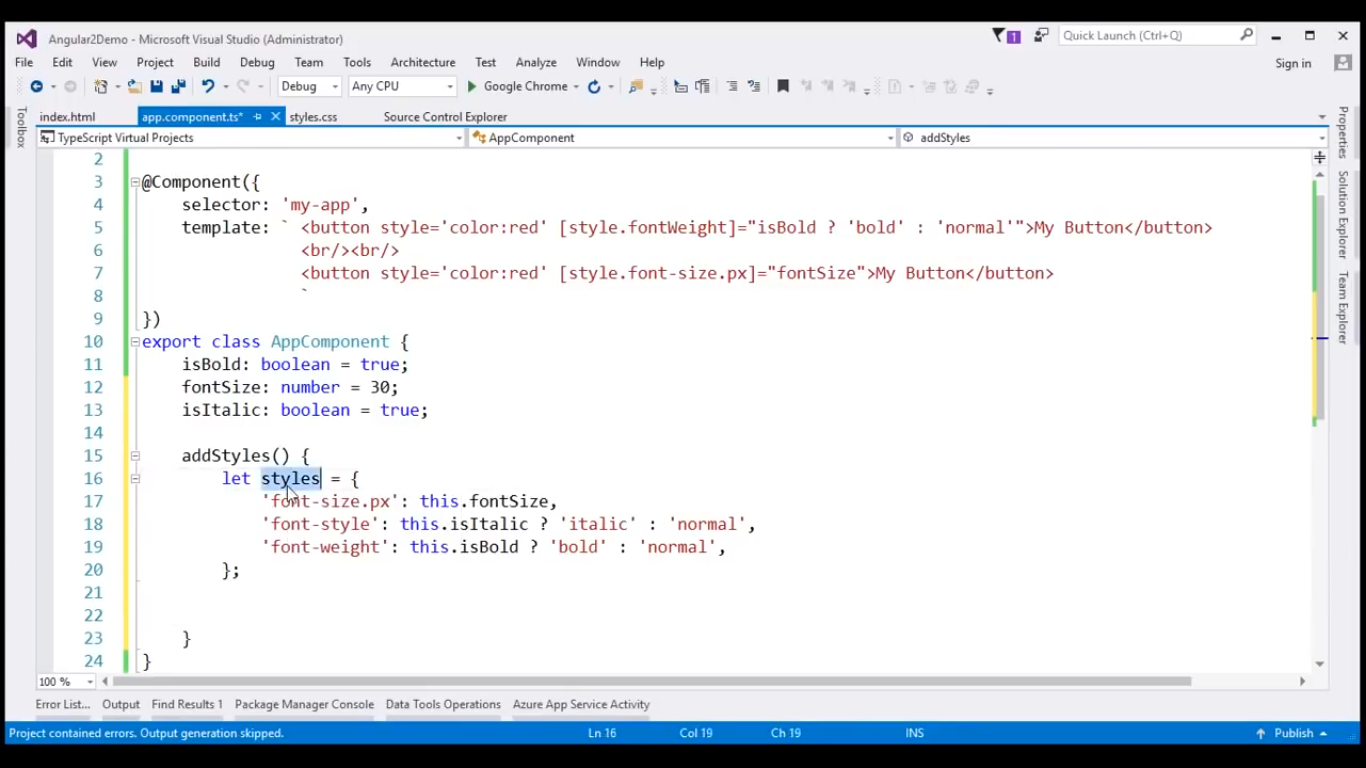 Angular2Demo - Microsoft Visual Studio (Administrator)
1
Quick Launch (Ctrl+Q)
File Edit View Project Build Debug Team Tools Architecture Test Analyze Window Help
Sign in
Debug Any CPU Google Chrome
index.html app.component.ts* styles.css Source Control Explorer
TypeScript Virtual Projects AppComponent addStyles
Toolbox
Properties
Solution Explorer
Team Explorer
2
3 @Component({
4 selector: 'my-app',
5 template: ` <button style='color:red' [style.fontWeight]="isBold ? 'bold' : 'normal'">My Button</button>
6 <br/><br/>
7 <button style='color:red' [style.font-size.px]="fontSize">My Button</button>
8 `
9 })
10 export class AppComponent {
11 isBold: boolean = true;
12 fontSize: number = 30;
13 isItalic: boolean = true;
14
15 addStyles() {
16 let styles = {
17 'font-size.px': this.fontSize,
18 'font-style': this.isItalic ? 'italic' : 'normal',
19 'font-weight': this.isBold ? 'bold' : 'normal',
20 };
21
22
23 }
24 }
100 %
Error List... Output Find Results 1 Package Manager Console Data Tools Operations Azure App Service Activity
Project contained errors. Output generation skipped. Ln 16 Col 19 Ch 19 INS Publish